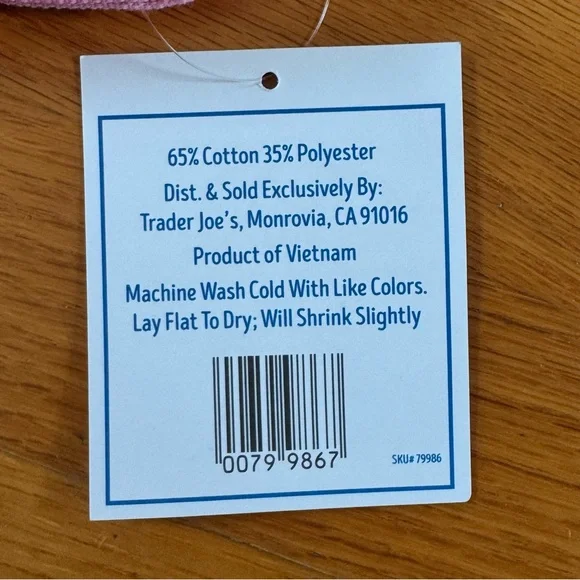 65% Cotton 35% Polyester
Dist. & Sold Exclusively By:
Trader Joe's, Monrovia, CA 91016
Product of Vietnam
Machine Wash Cold With Like Colors.
Lay Flat To Dry; Will Shrink Slightly
0079 9867
SKU# 79986